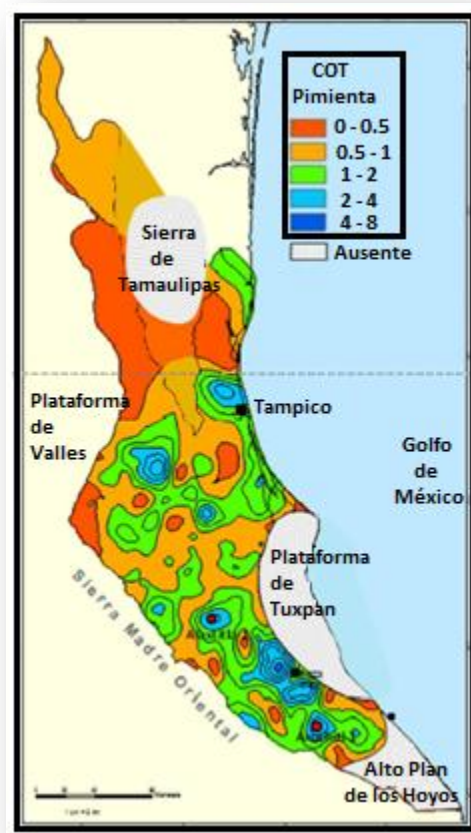 COT
Pimienta
0 - 0.5
0.5 - 1
1 - 2
2 - 4
4 - 8
Ausente
Sierra
de
Tamaulipas
Plataforma
de
Valles
Tampico
Golfo
de
México
Plataforma
de
Tuxpan
Sierra Madre Oriental
Alto Plan
de los Hoyos